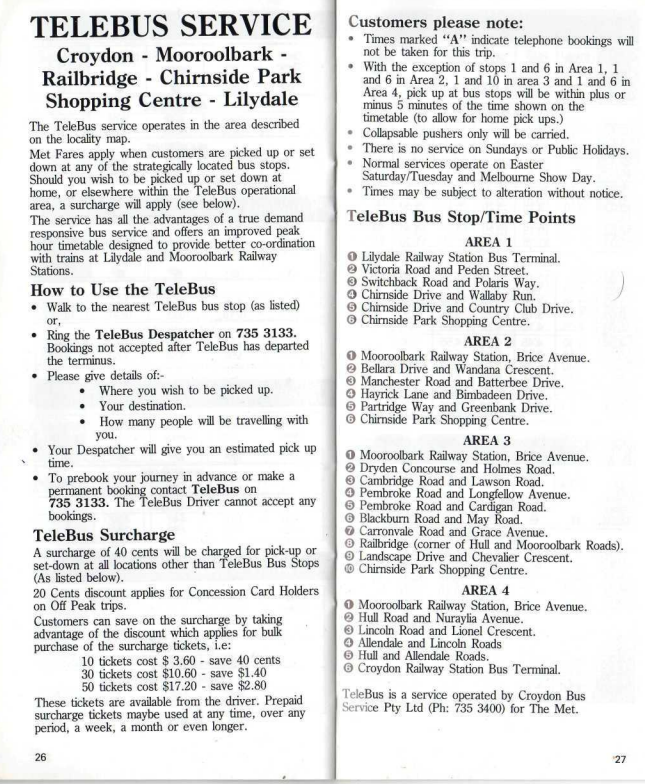 TELEBUS SERVICE
Croydon - Mooroolbark -
Railbridge - Chirnside Park
Shopping Centre - Lilydale
The TeleBus service operates in the area described
on the locality map.
Met Fares apply when customers are picked up or set
down at any of the strategically located bus stops.
Should you wish to be picked up or set down at
home, or elsewhere within the TeleBus operational
area, a surcharge will apply (see below).
The service has all the advantages of a true demand
responsive bus service and offers an improved peak
hour timetable designed to provide better co-ordination
with trains at Lilydale and Mooroolbark Railway
Stations.
How to Use the TeleBus
• Walk to the nearest TeleBus bus stop (as listed)
or,
• Ring the TeleBus Despatcher on 735 3133.
Bookings not accepted after TeleBus has departed
the terminus.
• Please give details of:-
• Where you wish to be picked up.
• Your destination.
• How many people will be travelling with
you.
• Your Despatcher will give you an estimated pick up
time.
• To prebook your journey in advance or make a
permanent booking contact TeleBus on
735 3133. The TeleBus Driver cannot accept any
bookings.
TeleBus Surcharge
A surcharge of 40 cents will be charged for pick-up or
set-down at all locations other than TeleBus Bus Stops
(As listed below).
20 Cents discount applies for Concession Card Holders
on Off Peak trips.
Customers can save on the surcharge by taking
advantage of the discount which applies for bulk
purchase of the surcharge tickets, i.e:
10 tickets cost $ 3.60 - save 40 cents
30 tickets cost $10.60 - save $1.40
50 tickets cost $17.20 - save $2.80
These tickets are available from the driver. Prepaid
surcharge tickets maybe used at any time, over any
period, a week, a month or even longer.
26
Customers please note:
• Times marked “A” indicate telephone bookings will
not be taken for this trip.
• With the exception of stops 1 and 6 in Area 1, 1
and 6 in Area 2, 1 and 10 in area 3 and 1 and 6 in
Area 4, pick up at bus stops will be within plus or
minus 5 minutes of the time shown on the
timetable (to allow for home pick ups.)
• Collapsable pushers only will be carried.
• There is no service on Sundays or Public Holidays.
• Normal services operate on Easter
Saturday/Tuesday and Melbourne Show Day.
• Times may be subject to alteration without notice.
TeleBus Bus Stop/Time Points
AREA 1
❶ Lilydale Railway Station Bus Terminal.
❷ Victoria Road and Peden Street.
❸ Switchback Road and Polaris Way.
❹ Chirnside Drive and Wallaby Run.
❺ Chirnside Drive and Country Club Drive.
❻ Chirnside Park Shopping Centre.
AREA 2
❶ Mooroolbark Railway Station, Brice Avenue.
❷ Bellara Drive and Wandana Crescent.
❸ Manchester Road and Batterbee Drive.
❹ Hayrick Lane and Bimbadeen Drive.
❺ Partridge Way and Greenbank Drive.
❻ Chirnside Park Shopping Centre.
AREA 3
❶ Mooroolbark Railway Station, Brice Avenue.
❷ Dryden Concourse and Holmes Road.
❸ Cambridge Road and Lawson Road.
❹ Pembroke Road and Longfellow Avenue.
❺ Pembroke Road and Cardigan Road.
❻ Blackburn Road and May Road.
❼ Carronvale Road and Grace Avenue.
❽ Railbridge (corner of Hull and Mooroolbark Roads).
❾ Landscape Drive and Chevalier Crescent.
❿ Chirnside Park Shopping Centre.
AREA 4
❶ Mooroolbark Railway Station, Brice Avenue.
❷ Hull Road and Nuraylia Avenue.
❸ Lincoln Road and Lionel Crescent.
❹ Allendale and Lincoln Roads
❺ Hull and Allendale Roads.
❻ Croydon Railway Station Bus Terminal.
TeleBus is a service operated by Croydon Bus
Service Pty Ltd (Ph: 735 3400) for The Met.
27